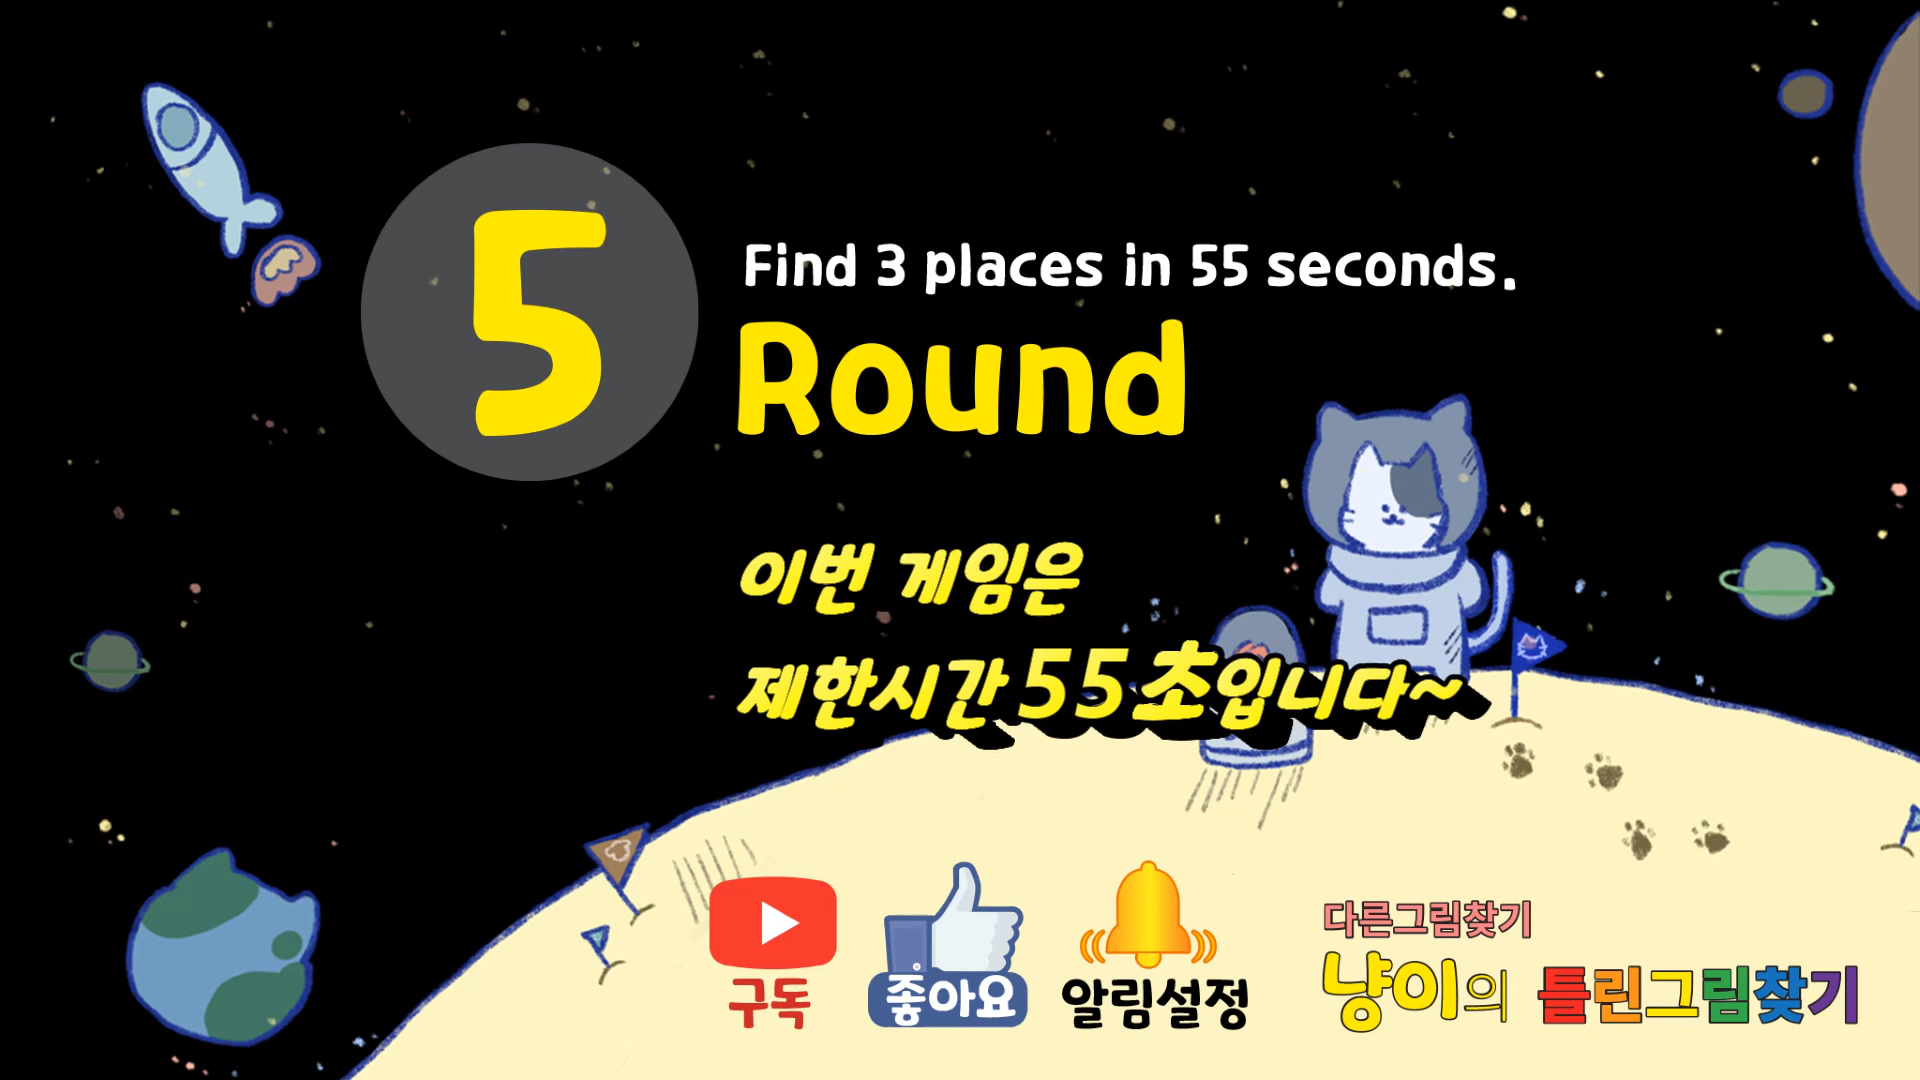 5
Find 3 places in 55 seconds.
Round
이번 게임은
제한시간 55초입니다~
구독
좋아요
알림설정
다른그림찾기
냥이의 틀린그림찾기